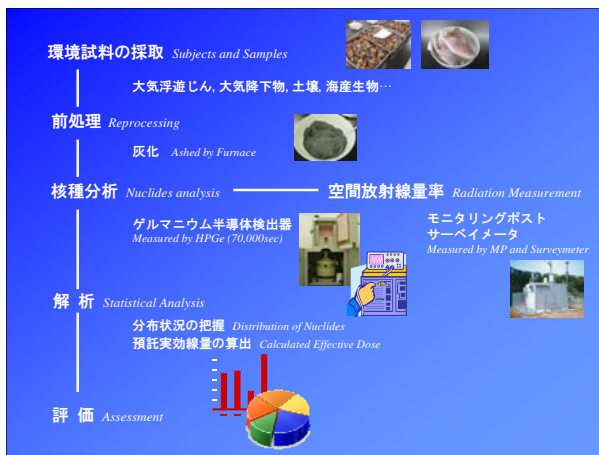 環境試料の採取 Subjects and Samples
大気浮遊じん, 大気降下物, 土壌, 海産生物…
前処理 Reprocessing
灰化 Ashed by Furnace
核種分析 Nuclides analysis
空間放射線量率 Radiation Measurement
ゲルマニウム半導体検出器
Measured by HPGe (70,000sec)
モニタリングポスト
サーベイメータ
Measured by MP and Surveymeter
解 析 Statistical Analysis
分布状況の把握 Distribution of Nuclides
預託実効線量の算出 Calculated Effective Dose
評 価 Assessment